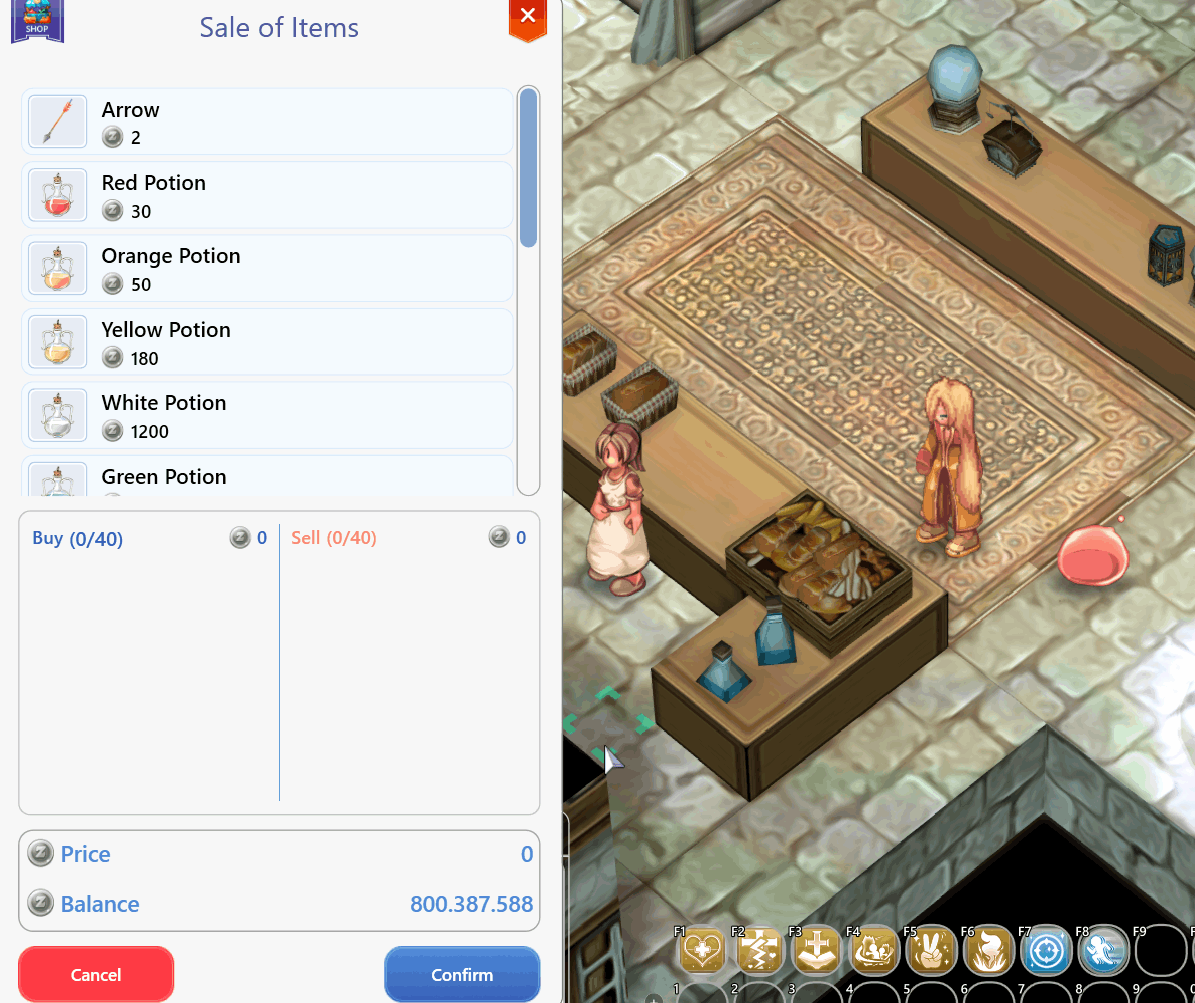 SHOP
Sale of Items
Arrow
2
Red Potion
30
Orange Potion
50
Yellow Potion
180
White Potion
1200
Green Potion
Buy (0/40) 0
Sell (0/40) 0
Price 0
Balance 800.387.588
Cancel
Confirm
F1 F2 F3 F4 F5 F6 F7 F8 F9
1 2 3 4 5 6 7 8 9